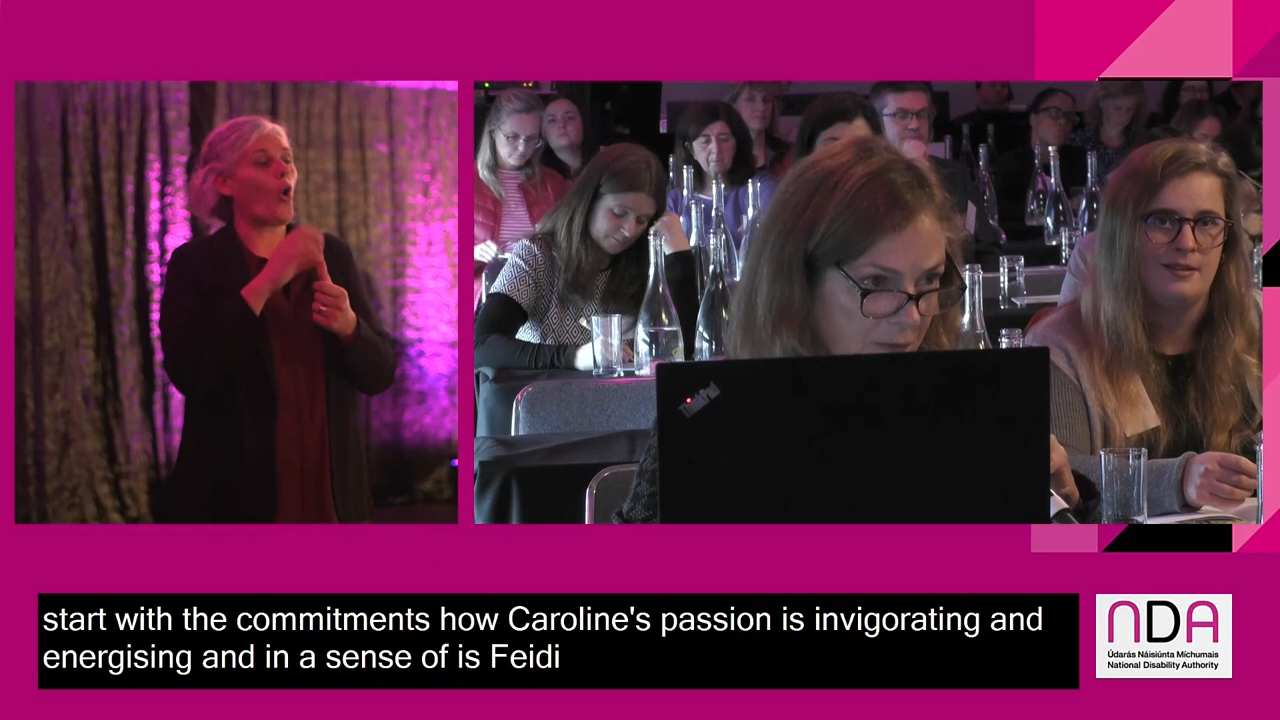 ThinkPad
start with the commitments how Caroline's passion is invigorating and
energising and in a sense of is Feidi
NDA
Údarás Náisiúnta Míchumais
National Disability Authority